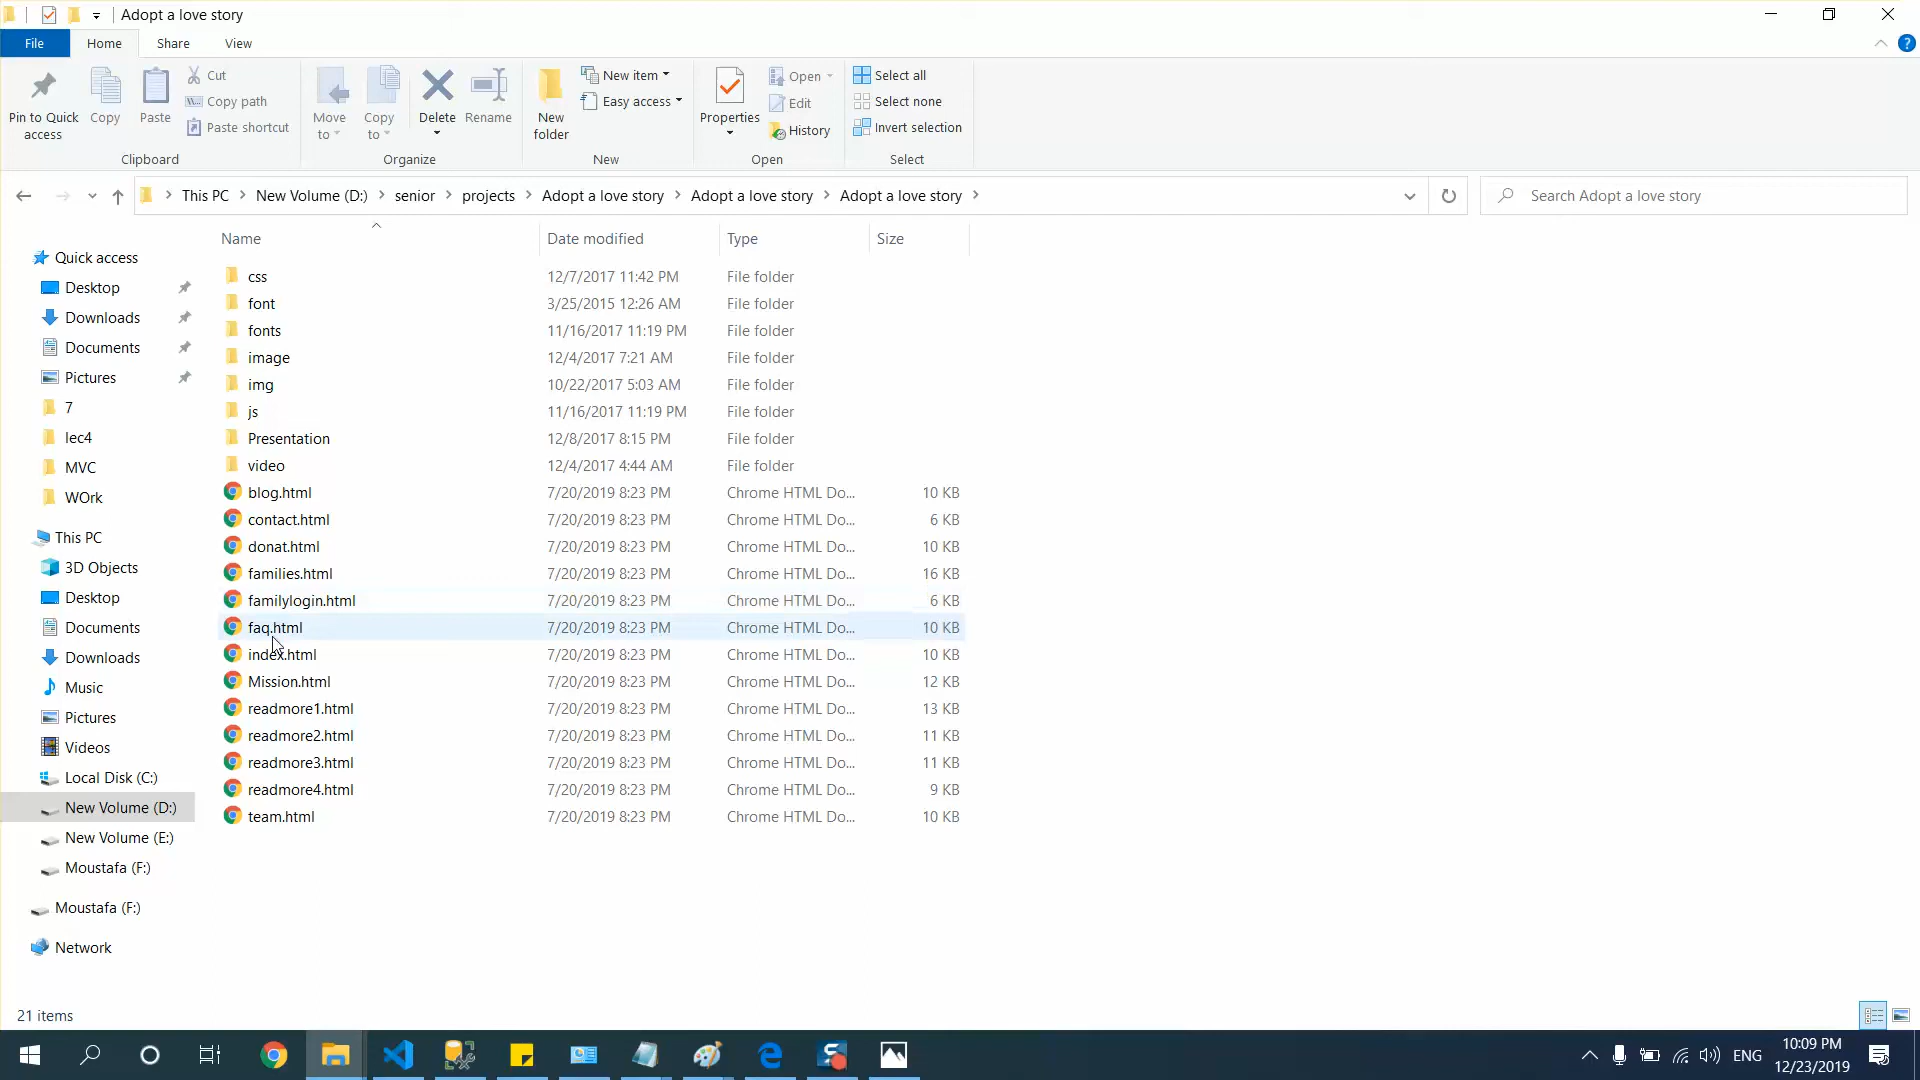 Adopt a love story
File Home Share View
Pin to Quick access
Copy
Paste
Cut
Copy path
Paste shortcut
Clipboard
Move to
Copy to
Delete
Rename
Organize
New folder
New item
Easy access
New
Properties
Open
Edit
History
Open
Select all
Select none
Invert selection
Select
This PC New Volume (D:) senior projects Adopt a love story Adopt a love story Adopt a love story
Search Adopt a love story
Quick access
Desktop
Downloads
Documents
Pictures
7
lec4
MVC
WOrk
This PC
3D Objects
Desktop
Documents
Downloads
Music
Pictures
Videos
Local Disk (C:)
New Volume (D:)
New Volume (E:)
Moustafa (F:)
Moustafa (F:)
Network
Name Date modified Type Size
css 12/7/2017 11:42 PM File folder
font 3/25/2015 12:26 AM File folder
fonts 11/16/2017 11:19 PM File folder
image 12/4/2017 7:21 AM File folder
img 10/22/2017 5:03 AM File folder
js 11/16/2017 11:19 PM File folder
Presentation 12/8/2017 8:15 PM File folder
video 12/4/2017 4:44 AM File folder
blog.html 7/20/2019 8:23 PM Chrome HTML Do... 10 KB
contact.html 7/20/2019 8:23 PM Chrome HTML Do... 6 KB
donat.html 7/20/2019 8:23 PM Chrome HTML Do... 10 KB
families.html 7/20/2019 8:23 PM Chrome HTML Do... 16 KB
familylogin.html 7/20/2019 8:23 PM Chrome HTML Do... 6 KB
faq.html 7/20/2019 8:23 PM Chrome HTML Do... 10 KB
index.html 7/20/2019 8:23 PM Chrome HTML Do... 10 KB
Mission.html 7/20/2019 8:23 PM Chrome HTML Do... 12 KB
readmore1.html 7/20/2019 8:23 PM Chrome HTML Do... 13 KB
readmore2.html 7/20/2019 8:23 PM Chrome HTML Do... 11 KB
readmore3.html 7/20/2019 8:23 PM Chrome HTML Do... 11 KB
readmore4.html 7/20/2019 8:23 PM Chrome HTML Do... 9 KB
team.html 7/20/2019 8:23 PM Chrome HTML Do... 10 KB
21 items
ENG
10:09 PM
12/23/2019